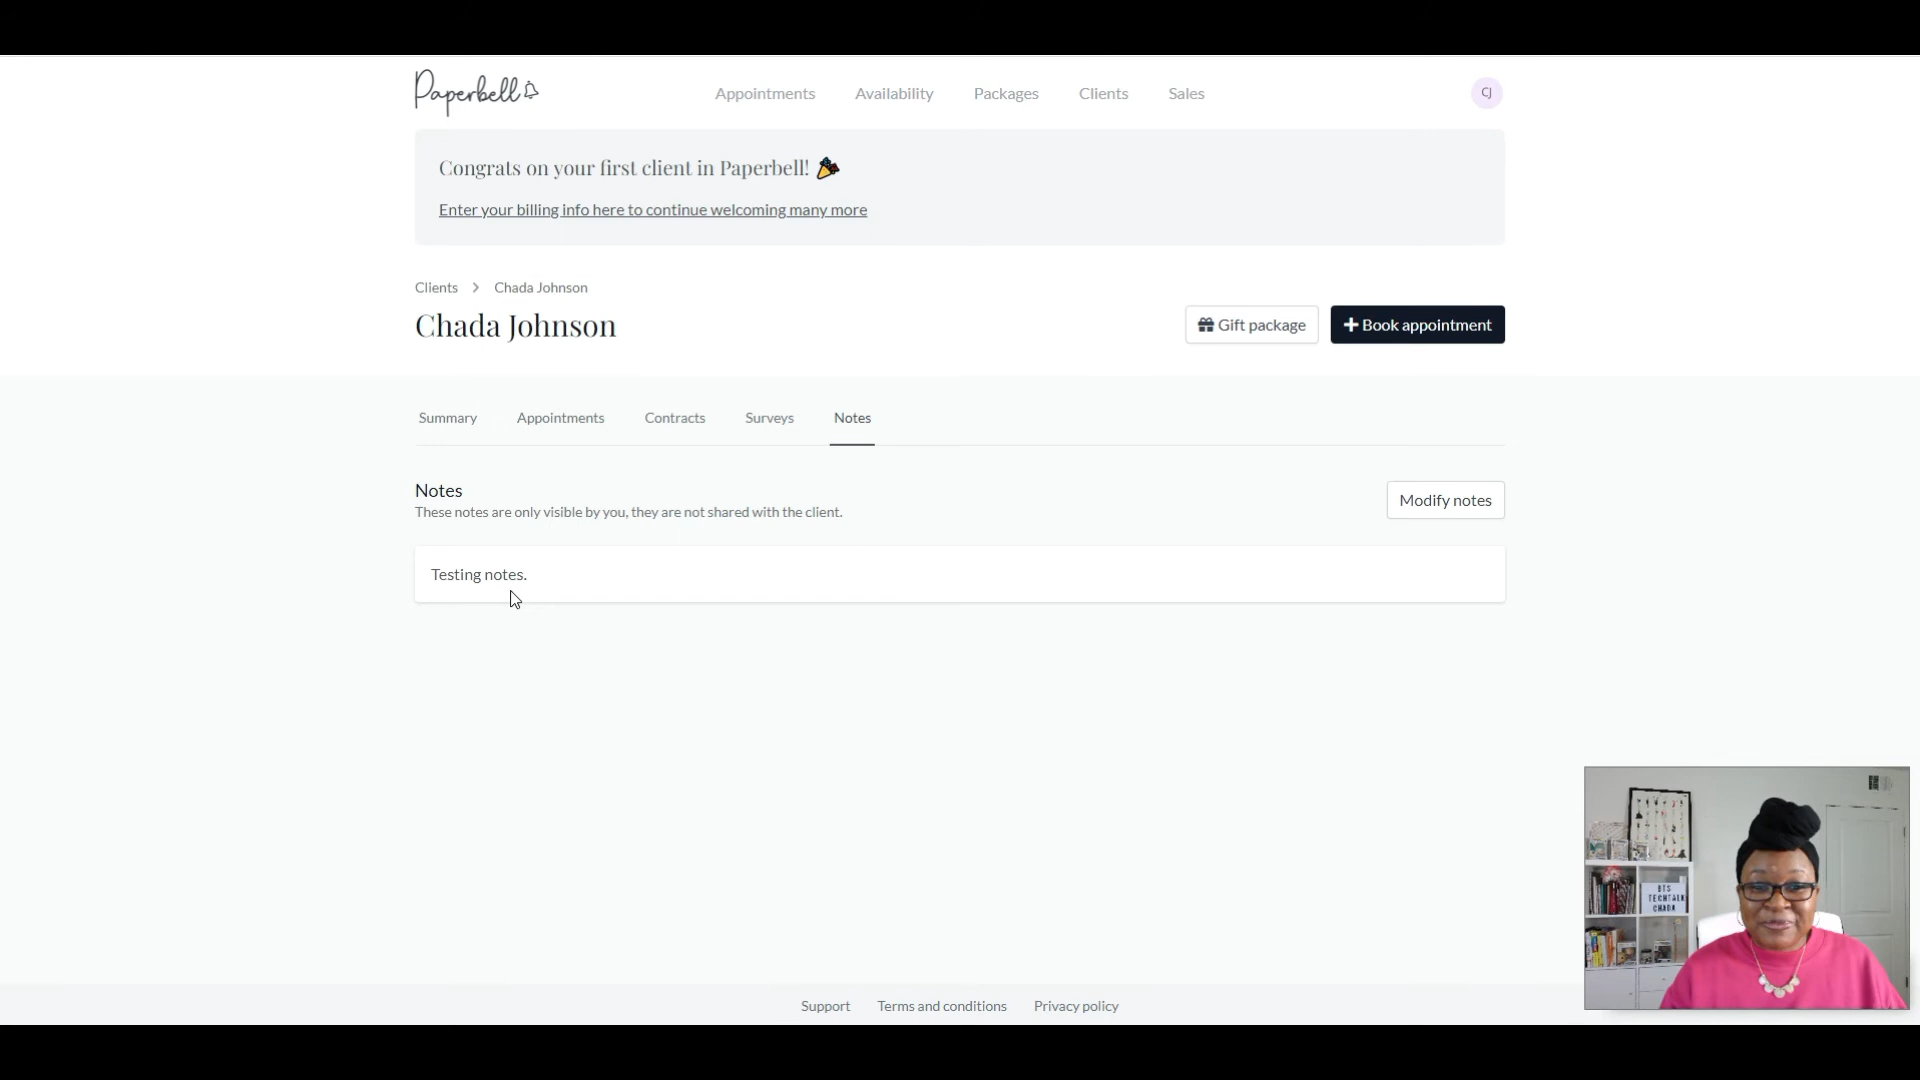 Paperbell
Appointments Availability Packages Clients Sales CJ
Congrats on your first client in Paperbell!
Enter your billing info here to continue welcoming many more
Clients Chada Johnson
Chada Johnson
Gift package Book appointment
Summary Appointments Contracts Surveys Notes
Notes
These notes are only visible by you, they are not shared with the client.
Modify notes
Testing notes.
BTS
TECHTALK
CHADA
Support Terms and conditions Privacy policy